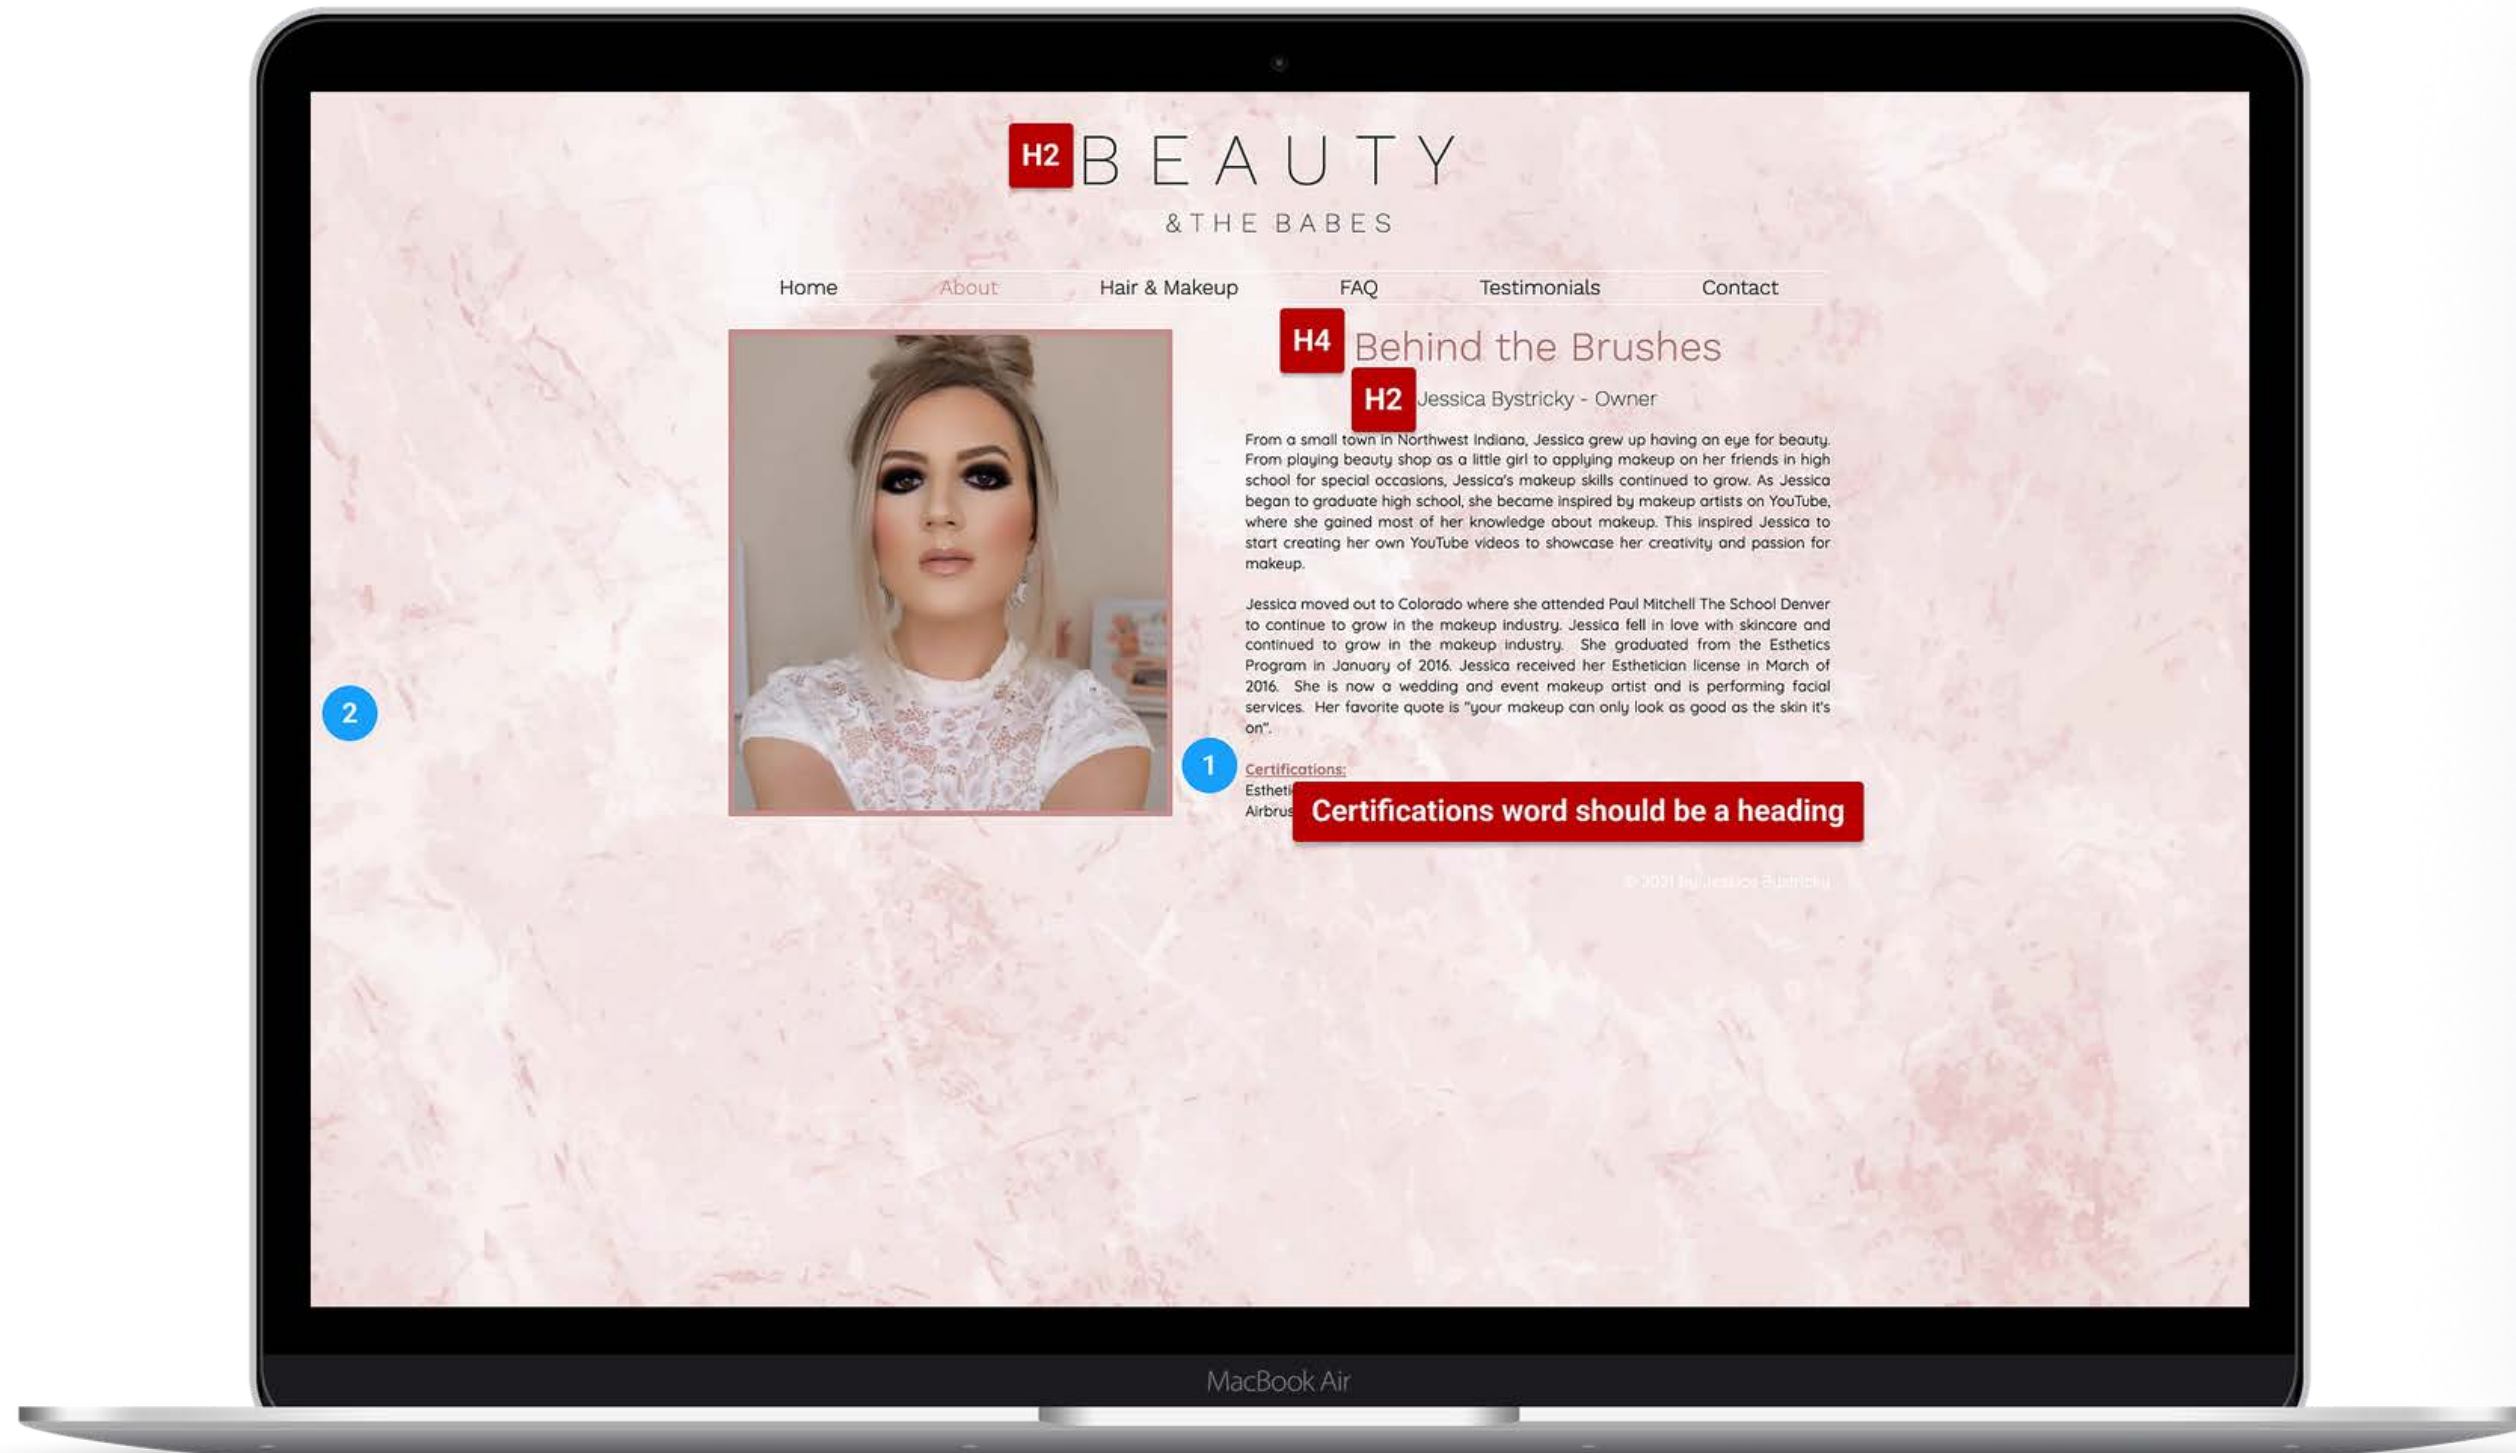 H2 BEAUTY
&THE BABES
Home About Hair & Makeup FAQ Testimonials Contact
H4 Behind the Brushes
H2 Jessica Bystricky - Owner
From a small town in Northwest Indiana, Jessica grew up having an eye for beauty.
From playing beauty shop as a little girl to applying makeup on her friends in high
school for special occasions, Jessica's makeup skills continued to grow. As Jessica
began to graduate high school, she became inspired by makeup artists on YouTube,
where she gained most of her knowledge about makeup. This inspired Jessica to
start creating her own YouTube videos to showcase her creativity and passion for
makeup.
Jessica moved out to Colorado where she attended Paul Mitchell The School Denver
to continue to grow in the makeup industry. Jessica fell in love with skincare and
continued to grow in the makeup industry. She graduated from the Esthetics
Program in January of 2016. Jessica received her Esthetician license in March of
2016. She is now a wedding and event makeup artist and is performing facial
services. Her favorite quote is "your makeup can only look as good as the skin it's
on".
2
1 Certifications:
Certifications word should be a heading
© 2021 by Jessica Bystricky
MacBook Air